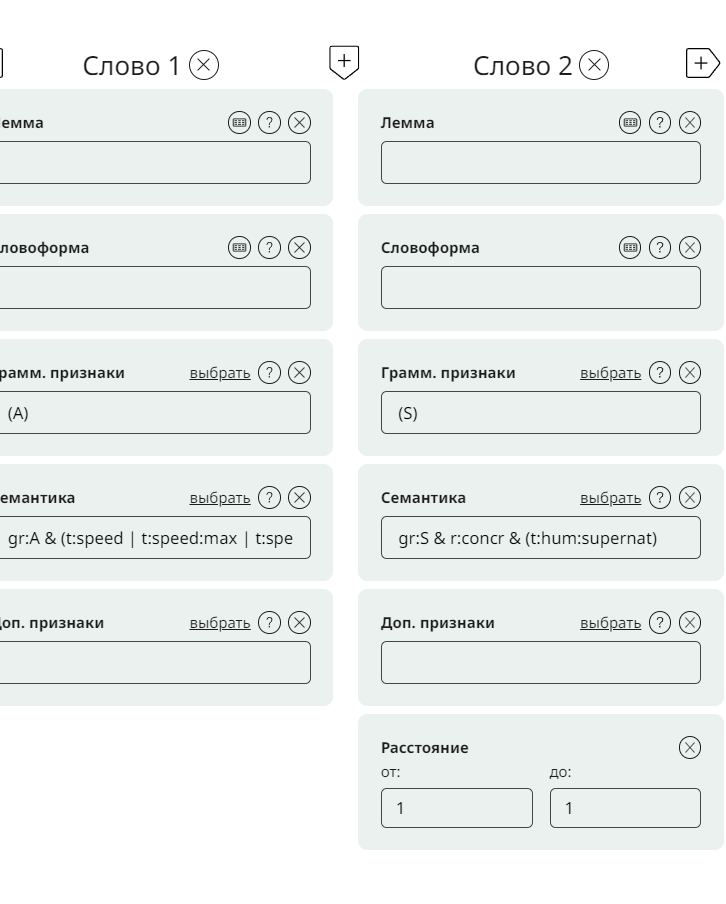 Слово 1
емма
ловоформа
рамм. признаки выбрать ?
(A)
емантика выбрать ?
gr:A & (t:speed | t:speed:max | t:spe
оп. признаки выбрать ?
Слово 2
Лемма ?
Словоформа ?
Грамм. признаки выбрать ?
(S)
Семантика выбрать ?
gr:S & r:concr & (t:hum:supernat)
Доп. признаки выбрать ?
Расстояние
от: до:
1 1